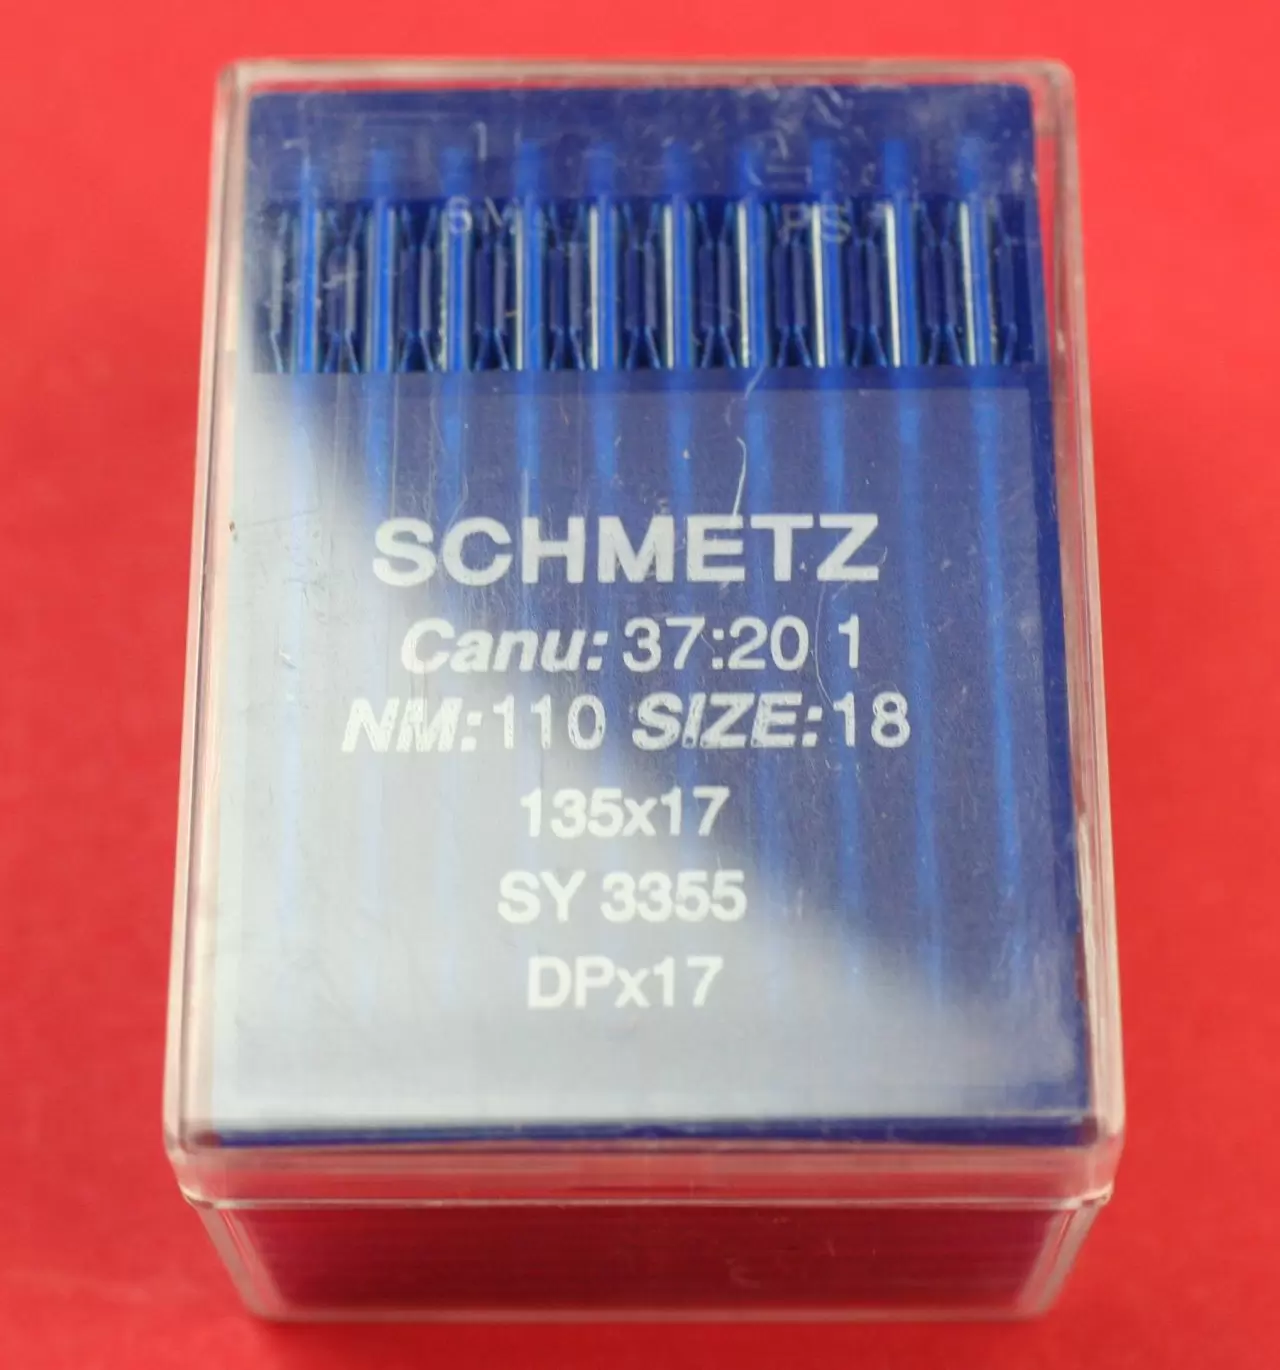 SCHMETZ
Canu: 37:20 1
NM:110 SIZE:18
135x17
SY 3355
DPx17